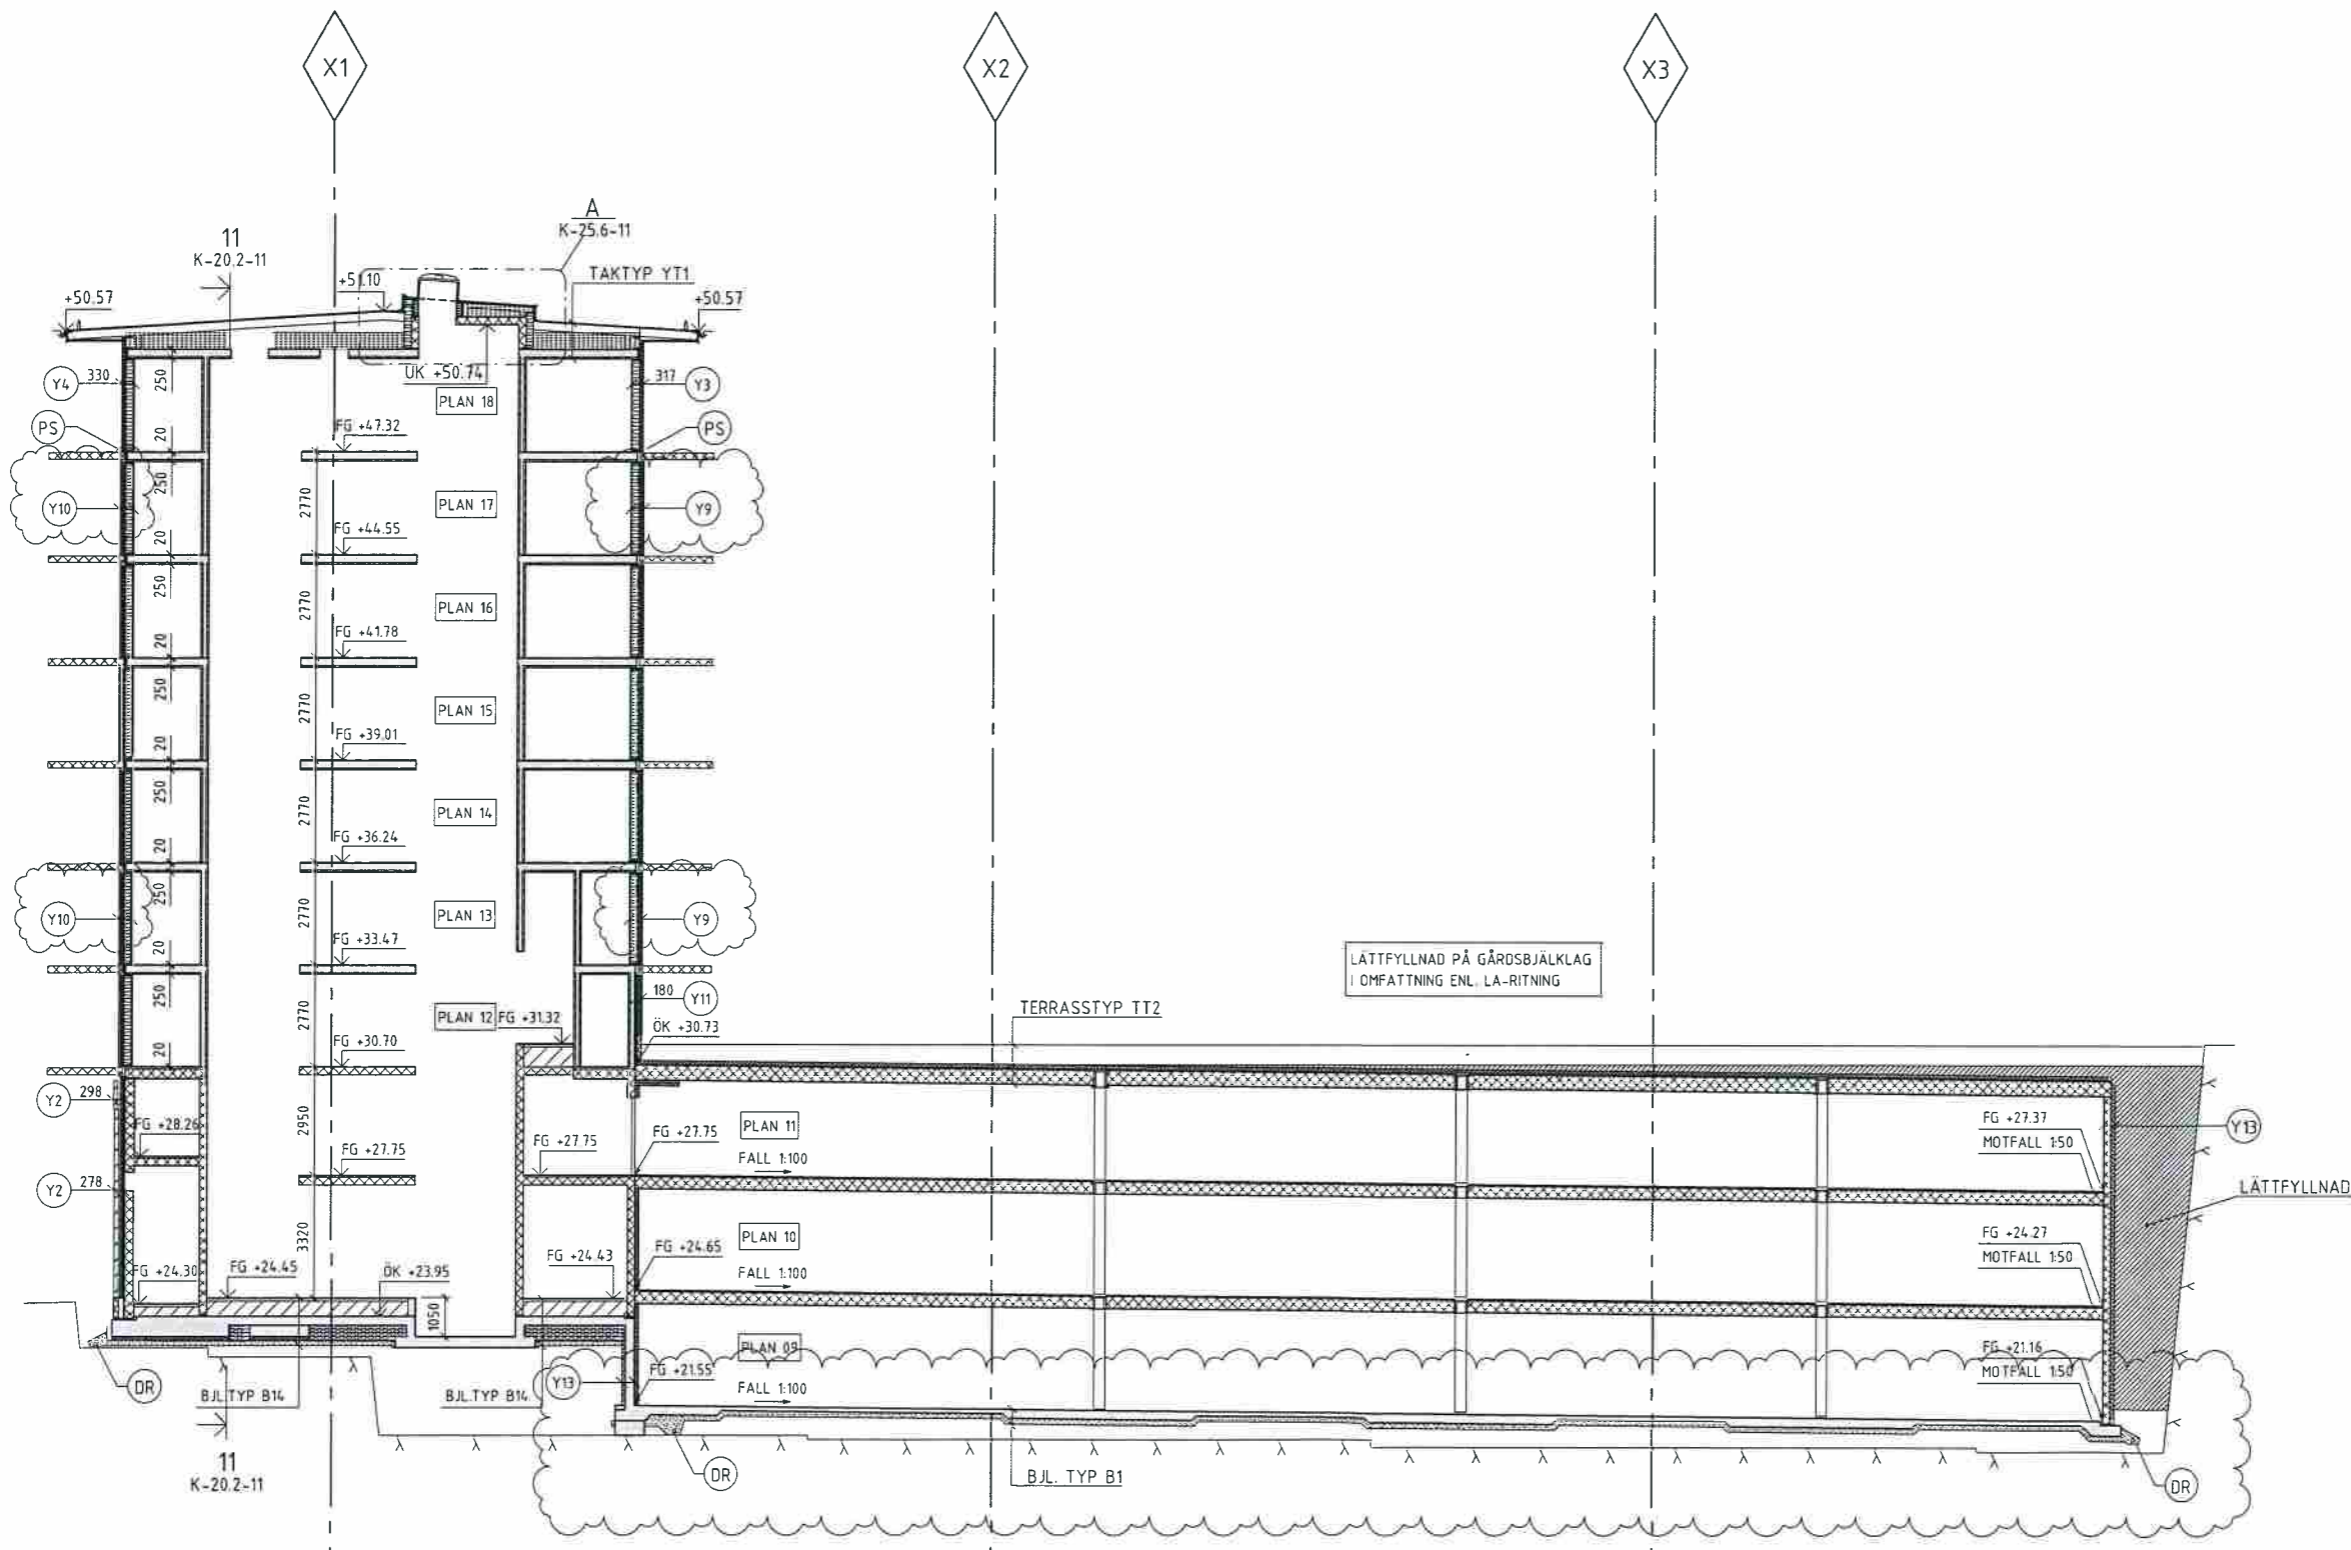 X1
X2
X3
A
K-25.6-11
11
K-20.2-11
+51.10
TAKTYP YT1
+50.57
+50.57
UK +50.74
Y4
330
250
317
Y3
PLAN 18
PS
20
FG +47.32
PS
250
Y10
2770
PLAN 17
Y9
20
FG +44.55
250
2770
PLAN 16
20
FG +41.78
250
2770
PLAN 15
20
FG +39.01
250
2770
PLAN 14
20
FG +36.24
250
Y10
2770
PLAN 13
Y9
20
FG +33.47
LÄTTFYLLNAD PÅ GÅRDSBJÄLKLAG
I OMFATTNING ENL. LA-RITNING
250
2770
180
Y11
TERRASSTYP TT2
PLAN 12
FG +31.32
ÖK +30.73
20
FG +30.70
Y2
298
2950
FG +28.26
FG +27.75
FG +27.75
FG +27.75
PLAN 11
FALL 1:100
FG +27.37
MOTFALL 1:50
Y13
Y2
278
LÄTTFYLLNAD
3320
FG +24.30
FG +24.45
ÖK +23.95
FG +24.43
FG +24.65
PLAN 10
FALL 1:100
FG +24.27
MOTFALL 1:50
1050
PLAN 09
FG +21.55
FALL 1:100
FG +21.16
MOTFALL 1:50
DR
BJL.TYP B14
BJL.TYP B14
Y13
11
K-20.2-11
DR
BJL. TYP B1
DR